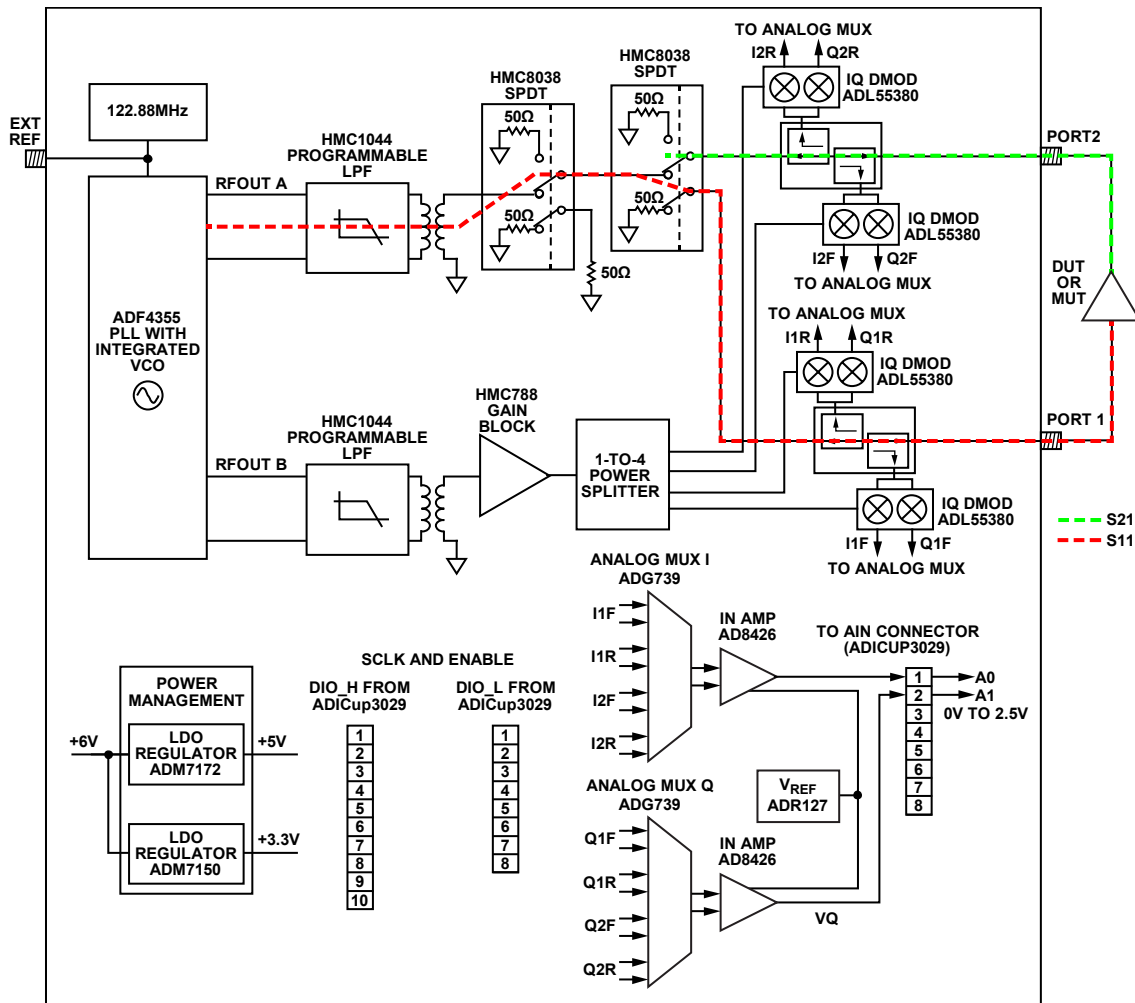 TO ANALOG MUX
I2R
Q2R
HMC8038
SPDT
HMC8038
SPDT
IQ DMOD
ADL55380
122.88MHz
50Ω
50Ω
EXT
REF
HMC1044
PROGRAMMABLE
LPF
PORT2
RFOUT A
50Ω
50Ω
IQ DMOD
ADL55380
50Ω
I2F
Q2F
TO ANALOG MUX
DUT
OR
MUT
ADF4355
PLL WITH
INTEGRATED
VCO
TO ANALOG MUX
I1R
Q1R
IQ DMOD
ADL55380
HMC788
GAIN
BLOCK
HMC1044
PROGRAMMABLE
LPF
PORT 1
RFOUT B
1-TO-4
POWER
SPLITTER
IQ DMOD
ADL55380
S21
S11
I1F
Q1F
TO ANALOG MUX
ANALOG MUX I
ADG739
I1F
I1R
I2F
I2R
IN AMP
AD8426
TO AIN CONNECTOR
(ADICUP3029)
1
2
3
4
5
6
7
8
A0
A1
0V TO 2.5V
SCLK AND ENABLE
DIO_H FROM
ADICup3029
DIO_L FROM
ADICup3029
POWER
MANAGEMENT
+6V
LDO
REGULATOR
ADM7172
+5V
LDO
REGULATOR
ADM7150
+3.3V
1
2
3
4
5
6
7
8
9
10
1
2
3
4
5
6
7
8
VREF
ADR127
ANALOG MUX Q
ADG739
Q1F
Q1R
Q2F
Q2R
IN AMP
AD8426
VQ